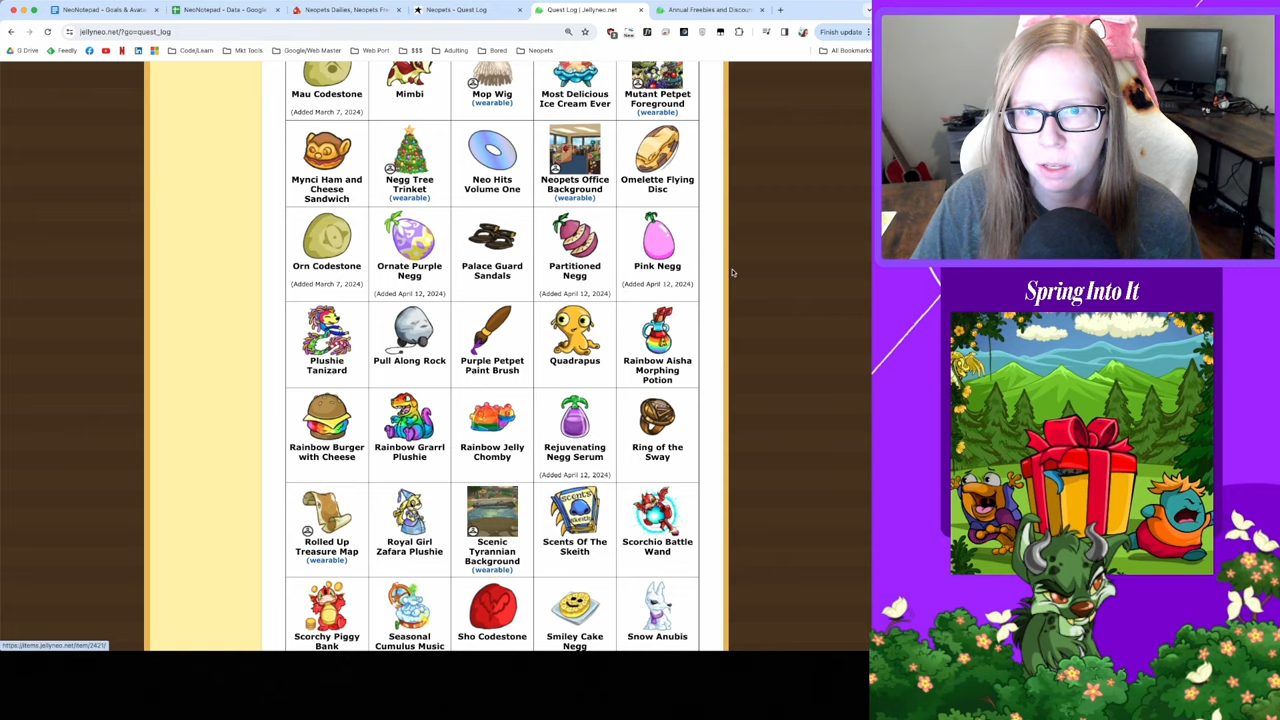 NeoNotepad - Goals & Avata
NeoNotepad - Data - Google
Neopets Dailies, Neopets Fre
Neopets - Quest Log
Quest Log | Jellyneo.net
Annual Freebies and Discoun
jellyneo.net/?go=quest_log
Finish update
G Drive
Feedly
Code/Learn
Mkt Tools
Google/Web Master
Web Port
$$$
Adulting
Bored
Neopets
All Bookmarks
Mau Codestone
(Added March 7, 2024)
Mimbi
Mop Wig
(wearable)
Most Delicious
Ice Cream Ever
Mutant Petpet
Foreground
(wearable)
Mynci Ham and
Cheese
Sandwich
Negg Tree
Trinket
(wearable)
Neo Hits
Volume One
Neopets Office
Background
(wearable)
Omelette Flying
Disc
Orn Codestone
(Added March 7, 2024)
Ornate Purple
Negg
(Added April 12, 2024)
Palace Guard
Sandals
Partitioned
Negg
(Added April 12, 2024)
Pink Negg
(Added April 12, 2024)
Plushie
Tanizard
Pull Along Rock
Purple Petpet
Paint Brush
Quadrapus
Rainbow Aisha
Morphing
Potion
Rainbow Burger
with Cheese
Rainbow Grarrl
Plushie
Rainbow Jelly
Chomby
Rejuvenating
Negg Serum
(Added April 12, 2024)
Ring of the
Sway
Rolled Up
Treasure Map
(wearable)
Royal Girl
Zafara Plushie
Scenic
Tyrannian
Background
(wearable)
Scents Of The
Skeith
Scorchio Battle
Wand
Scorchy Piggy
Bank
Seasonal
Cumulus Music
Sho Codestone
Smiley Cake
Negg
Snow Anubis
https://items.jellyneo.net/item/2421/
Spring Into It